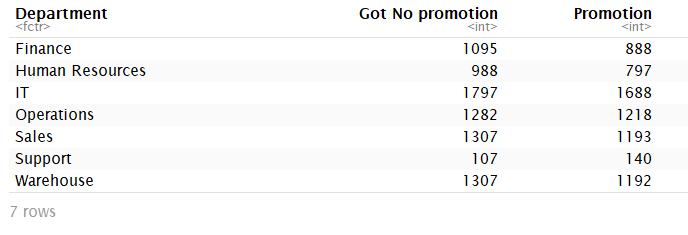 Department Got No promotion Promotion
<fctr> <int> <int>
Finance 1095 888
Human Resources 988 797
IT 1797 1688
Operations 1282 1218
Sales 1307 1193
Support 107 140
Warehouse 1307 1192
7 rows